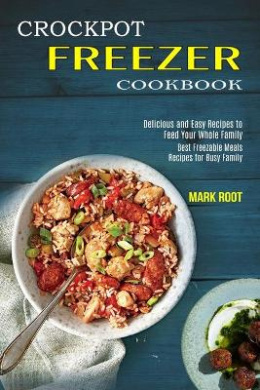 CROCKPOT
FREEZER
COOKBOOK
Delicious and Easy Recipes to
Feed Your Whole Family
Best Freezable Meals
Recipes for Busy Family
MARK ROOT